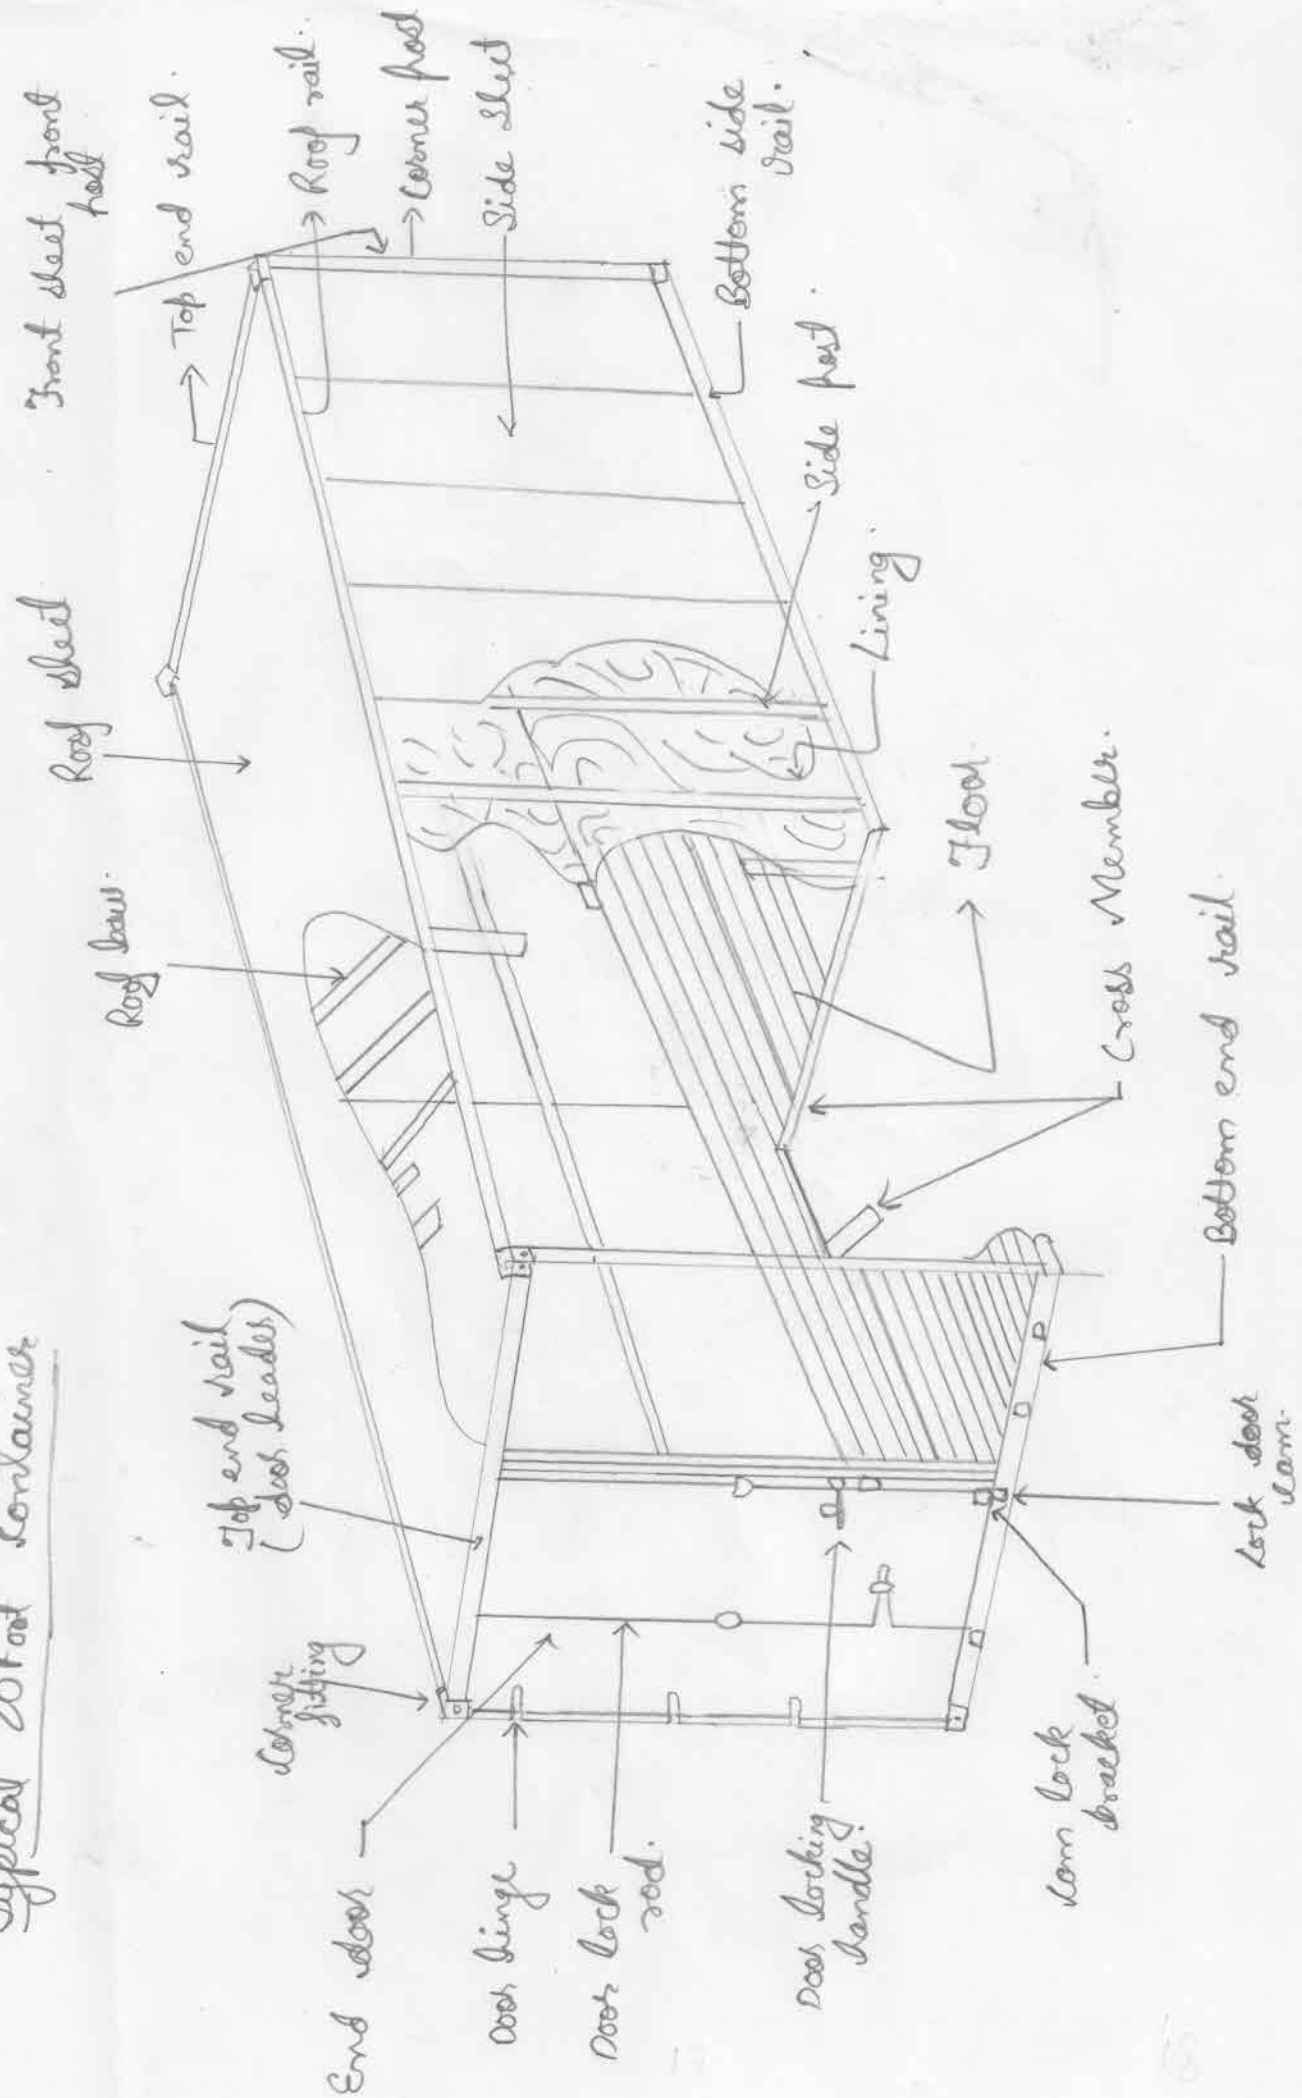 Typical 20 Foot Container
Front sheet front
post
Roof sheet
Top end rail.
Roof bow.
Roof rail.
Corner post
Side sheet
Top end rail
(door header)
Corner
fitting
Bottom side
rail.
End door
Side post.
Door hinge
Lining.
Door lock
rod.
Floor.
Door locking
handle.
Cross Member.
Cam lock
bracket.
Bottom end rail.
Lock door
cam.